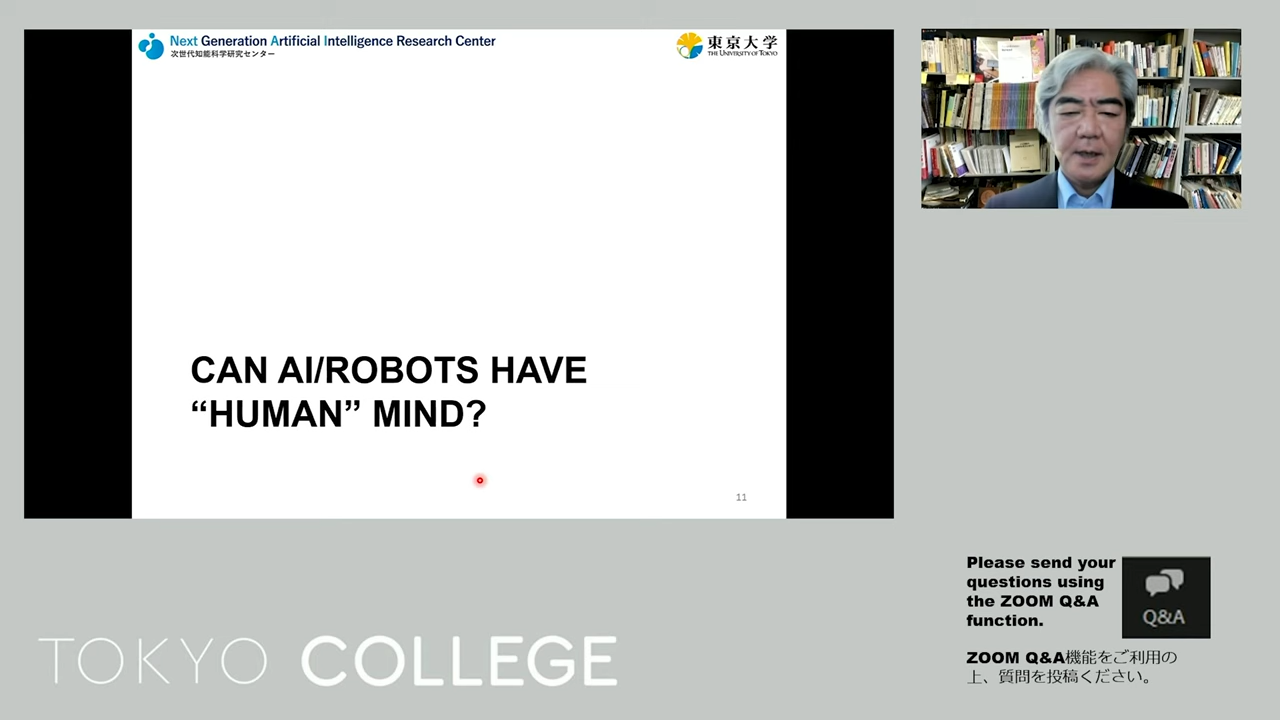 Next Generation Artificial Intelligence Research Center
次世代知能科学研究センター
東京大学
THE UNIVERSITY OF TOKYO
CAN AI/ROBOTS HAVE
“HUMAN” MIND?
11
Please send your
questions using
the ZOOM Q&A
function.
Q&A
ZOOM Q&A機能をご利用の
上、質問を投稿ください。
TOKYO COLLEGE